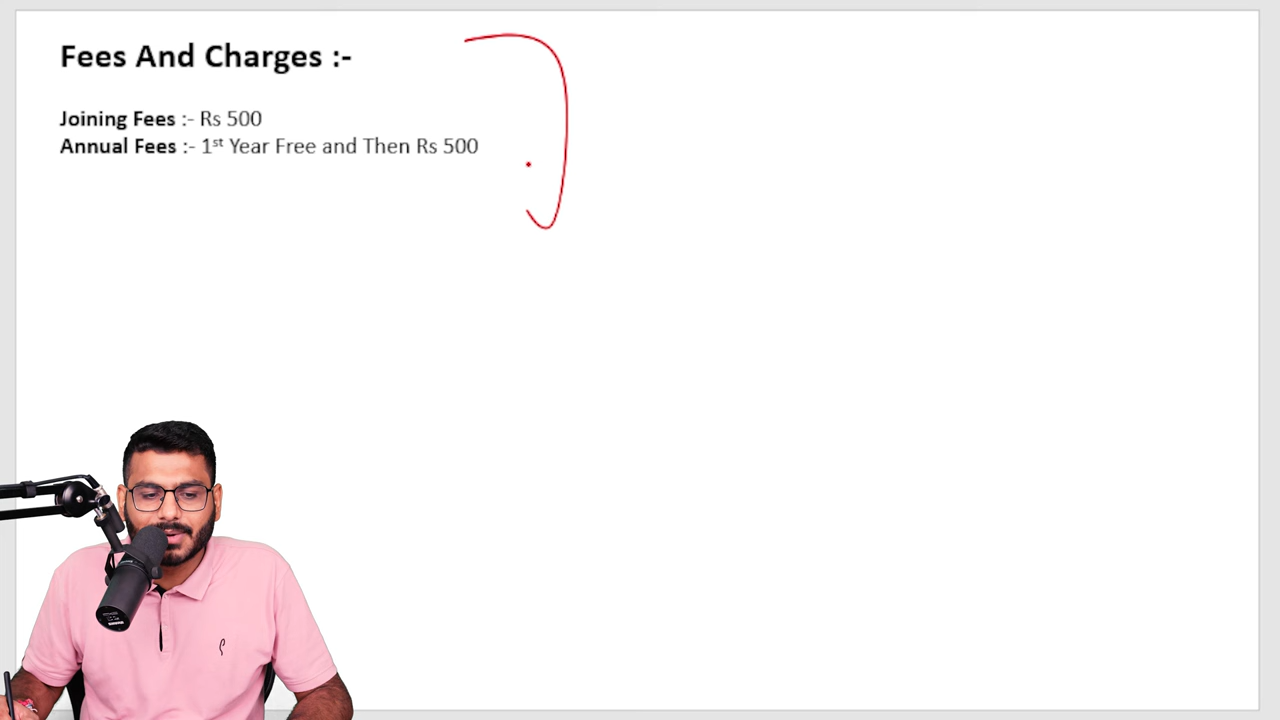 Fees And Charges :-
Joining Fees :- Rs 500
Annual Fees :- 1st Year Free and Then Rs 500